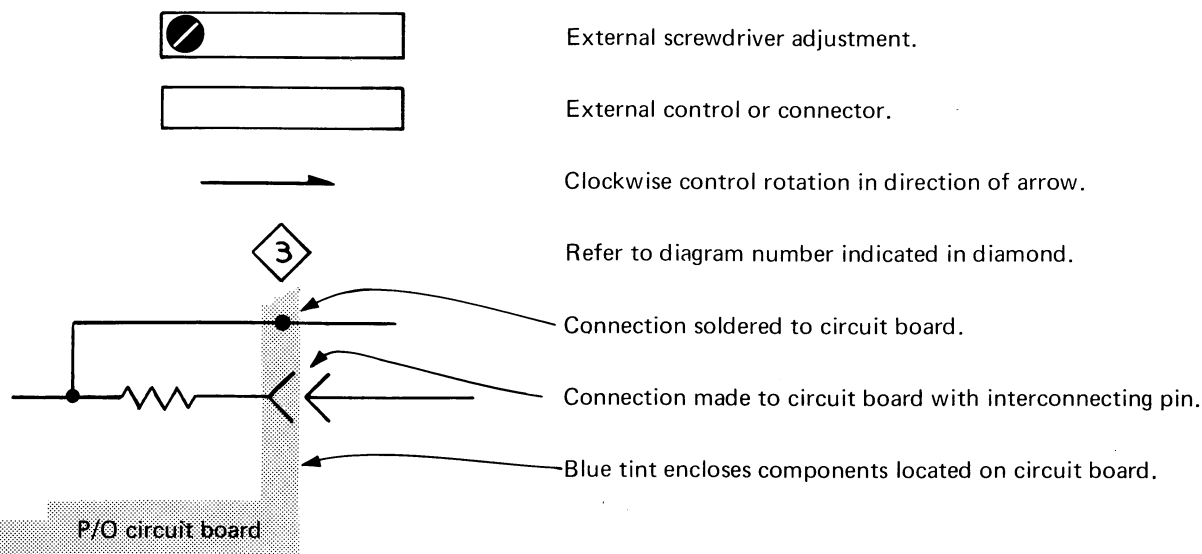 External screwdriver adjustment.
External control or connector.
Clockwise control rotation in direction of arrow.
3
Refer to diagram number indicated in diamond.
Connection soldered to circuit board.
Connection made to circuit board with interconnecting pin.
Blue tint encloses components located on circuit board.
P/O circuit board